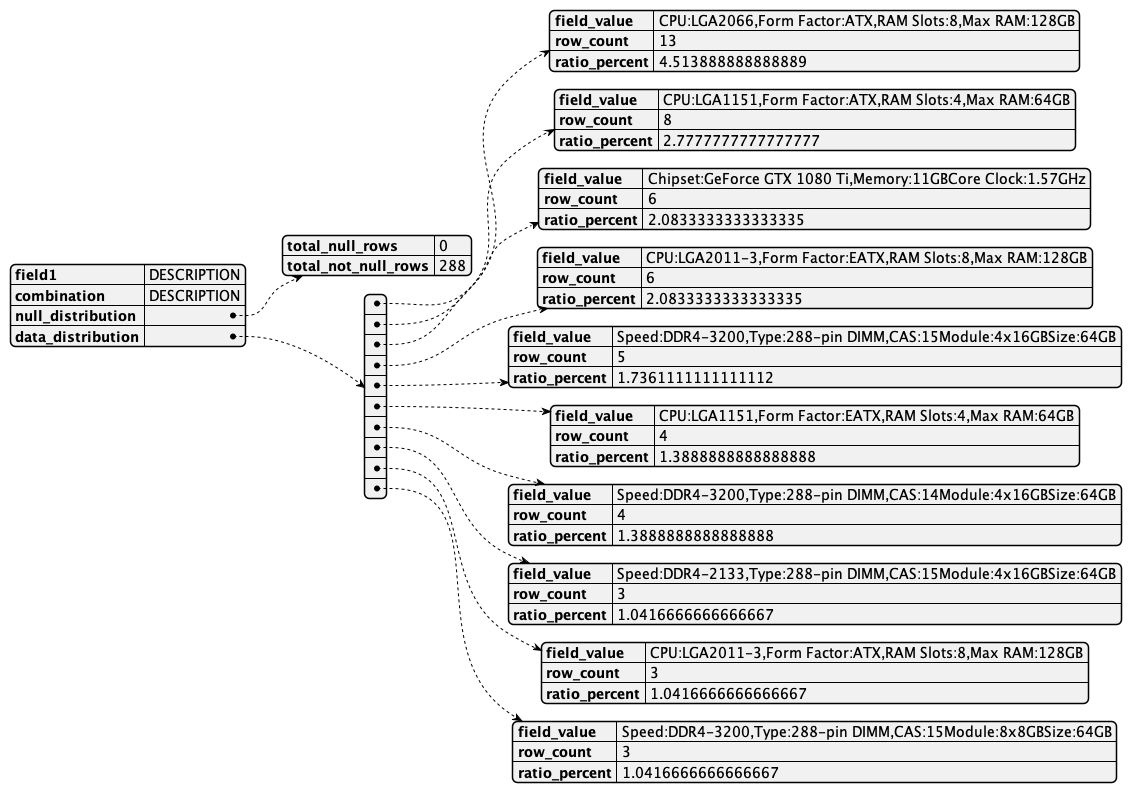 field1 DESCRIPTION
combination DESCRIPTION
null_distribution
data_distribution
total_null_rows 0
total_not_null_rows 288
field_value CPU:LGA2066,Form Factor:ATX,RAM Slots:8,Max RAM:128GB
row_count 13
ratio_percent 4.513888888888889
field_value CPU:LGA1151,Form Factor:ATX,RAM Slots:4,Max RAM:64GB
row_count 8
ratio_percent 2.7777777777777777
field_value Chipset:GeForce GTX 1080 Ti,Memory:11GBCore Clock:1.57GHz
row_count 6
ratio_percent 2.0833333333333335
field_value CPU:LGA2011-3,Form Factor:EATX,RAM Slots:8,Max RAM:128GB
row_count 6
ratio_percent 2.0833333333333335
field_value Speed:DDR4-3200,Type:288-pin DIMM,CAS:15Module:4x16GBSize:64GB
row_count 5
ratio_percent 1.7361111111111112
field_value CPU:LGA1151,Form Factor:EATX,RAM Slots:4,Max RAM:64GB
row_count 4
ratio_percent 1.3888888888888888
field_value Speed:DDR4-3200,Type:288-pin DIMM,CAS:14Module:4x16GBSize:64GB
row_count 4
ratio_percent 1.3888888888888888
field_value Speed:DDR4-2133,Type:288-pin DIMM,CAS:15Module:4x16GBSize:64GB
row_count 3
ratio_percent 1.0416666666666667
field_value CPU:LGA2011-3,Form Factor:ATX,RAM Slots:8,Max RAM:128GB
row_count 3
ratio_percent 1.0416666666666667
field_value Speed:DDR4-3200,Type:288-pin DIMM,CAS:15Module:8x8GBSize:64GB
row_count 3
ratio_percent 1.0416666666666667